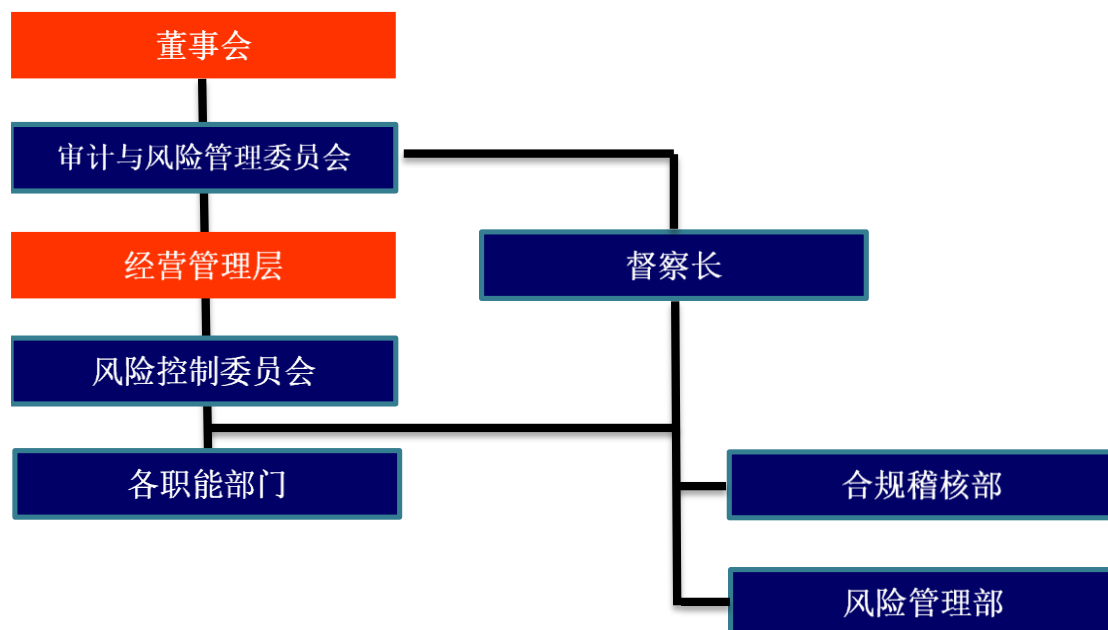 董事会
审计与风险管理委员会
经营管理层
督察长
风险控制委员会
各职能部门
合规稽核部
风险管理部